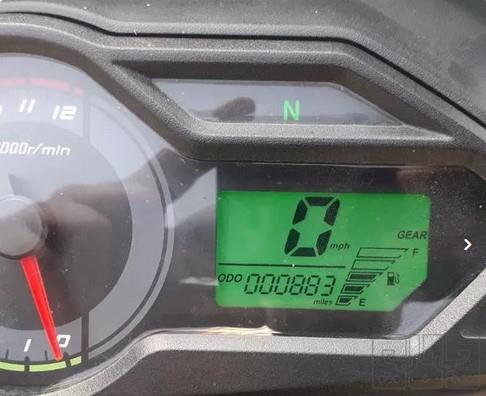 11 12
000r/min
N
0 mph
GEAR
F
ODO 000883
miles E
1 0